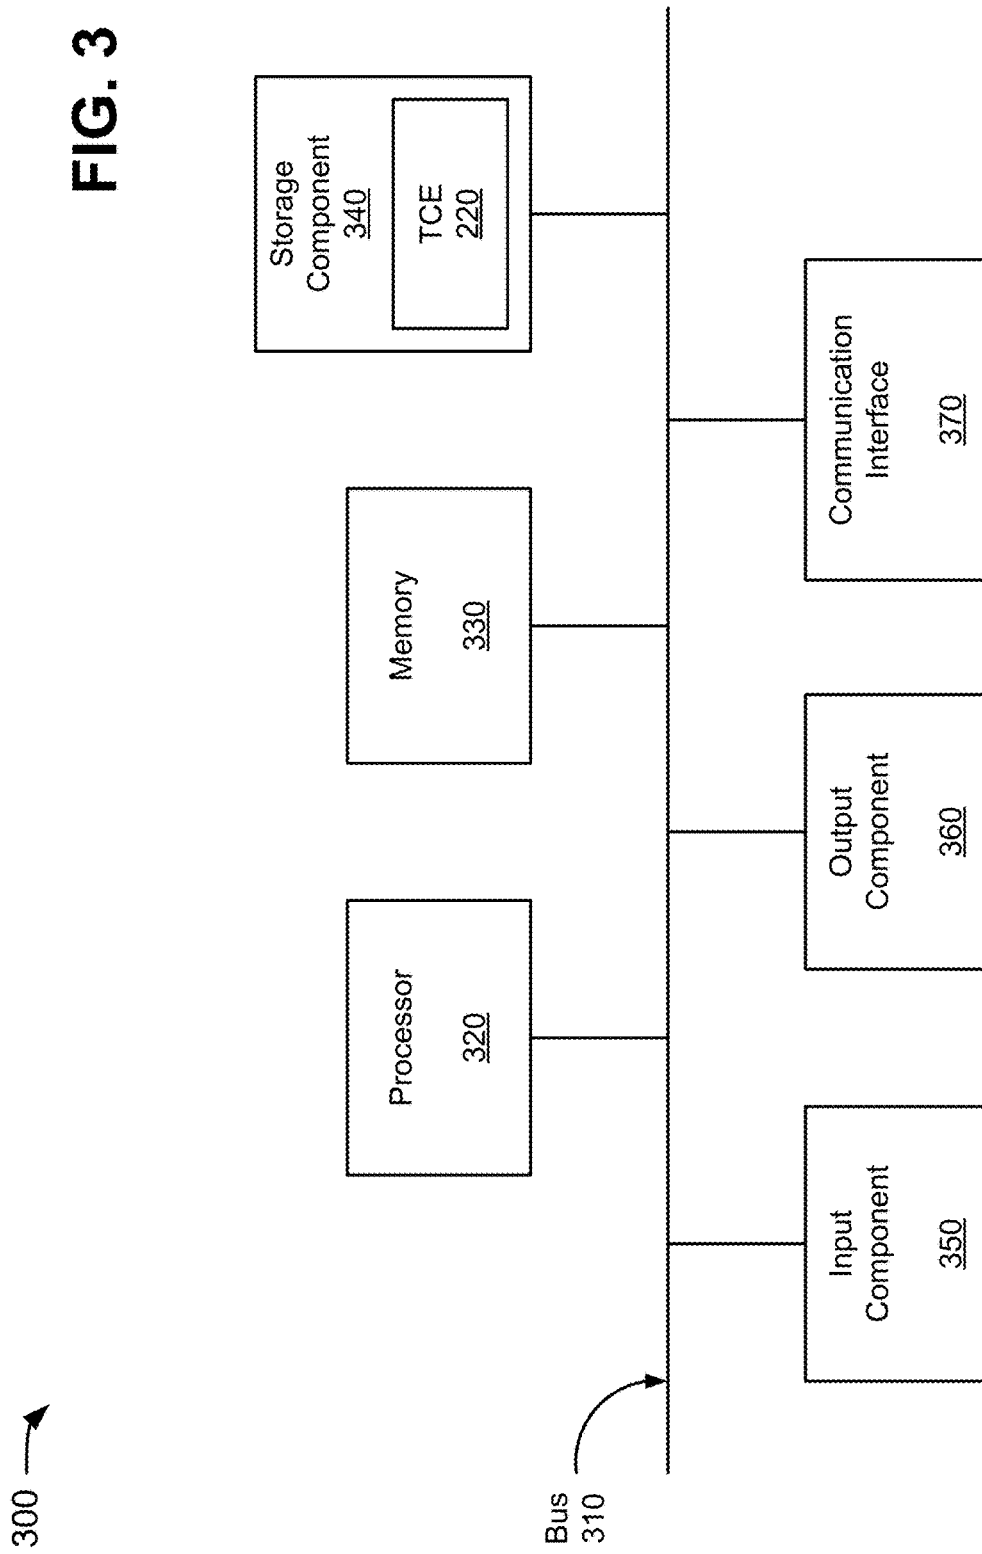 300
Processor
320
Memory
330
Storage
Component
340
TCE
220
Bus
310
Input
Component
350
Output
Component
360
Communication
Interface
370
FIG. 3